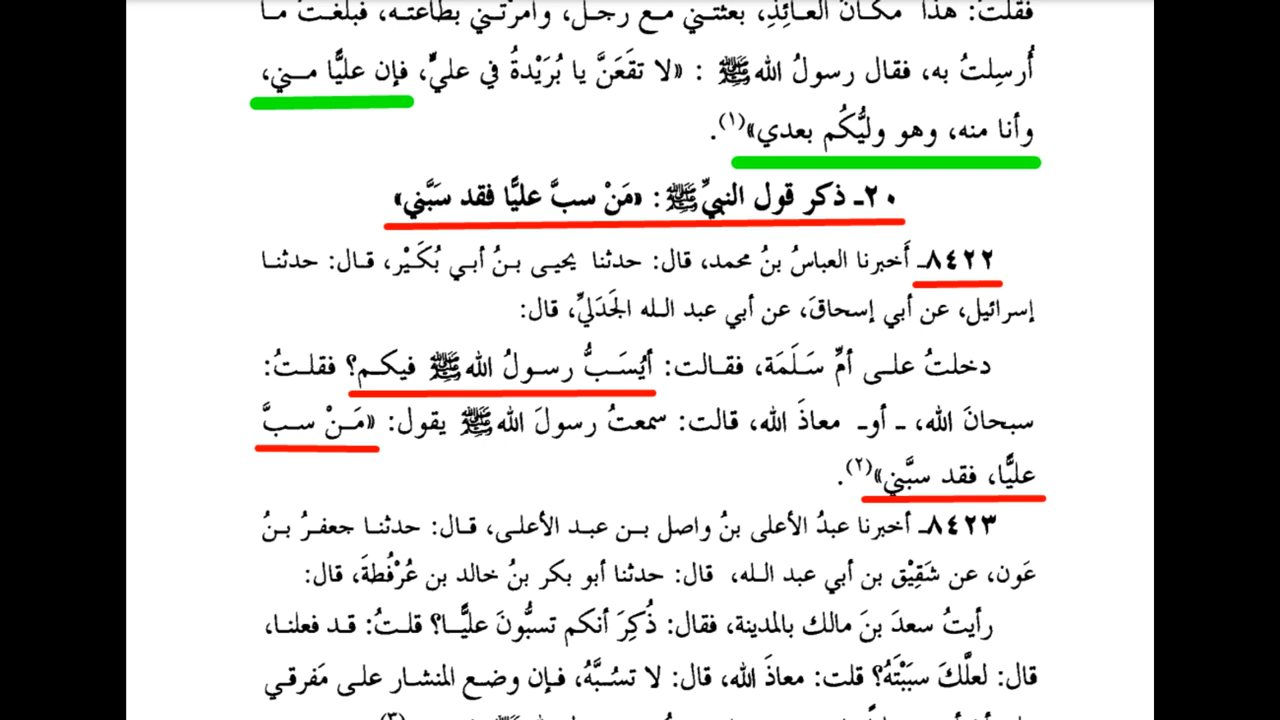 فقلت: هذا مكان العائِذِ، بعثتني مع رجل، وأمرتني بطاعته، فبلغتُ ما
أُرسِلتُ به، فقال رسولُ الله ﷺ : «لا تقَعَنَّ يا بُرَيْدةُ في عليٍّ، فإن عليًّا مني،
وأنا منه، وهو وليُّكُم بعدي»(١).
٢٠ـ ذكر قول النبيِّ ﷺ: «مَنْ سبَّ عليًّا فقد سَبَّني»
٨٤٢٢ـ أَخبرنا العباسُ بنُ محمد، قال: حدثنا يحيى بنُ أبي بُكَيْر، قال: حدثنا
إسرائيل، عن أبي إسحاقَ، عن أبي عبد الله الجَدَليِّ، قال:
دخلتُ على أمِّ سَلَمَة، فقالت: أيُسَبُّ رسولُ الله ﷺ فيكم؟ فقلتُ:
سبحانَ الله، ـ أوـ معاذَ الله، قالت: سمعتُ رسولَ الله ﷺ يقول: «مَنْ سبَّ
عليًّا، فقد سبَّني»(٢).
٨٤٢٣ـ أخبرنا عبدُ الأعلى بنُ واصل بن عبد الأعلى، قال: حدثنا جعفرُ بنُ
عَون، عن شَقِيْق بن أبي عبد الله، قال: حدثنا أبو بكر بنُ خالد بن عُرْفُطةَ، قال:
رأيتُ سعدَ بنَ مالك بالمدينة، فقال: ذُكِرَ أنكم تسبُّونَ عليًّا؟ قلتُ: قد فعلنا،
قال: لعلَّكَ سبَبْتَهُ؟ قلت: معاذَ الله، قال: لا تسُبَّهُ، فإن وضع المنشار على مَفرقي